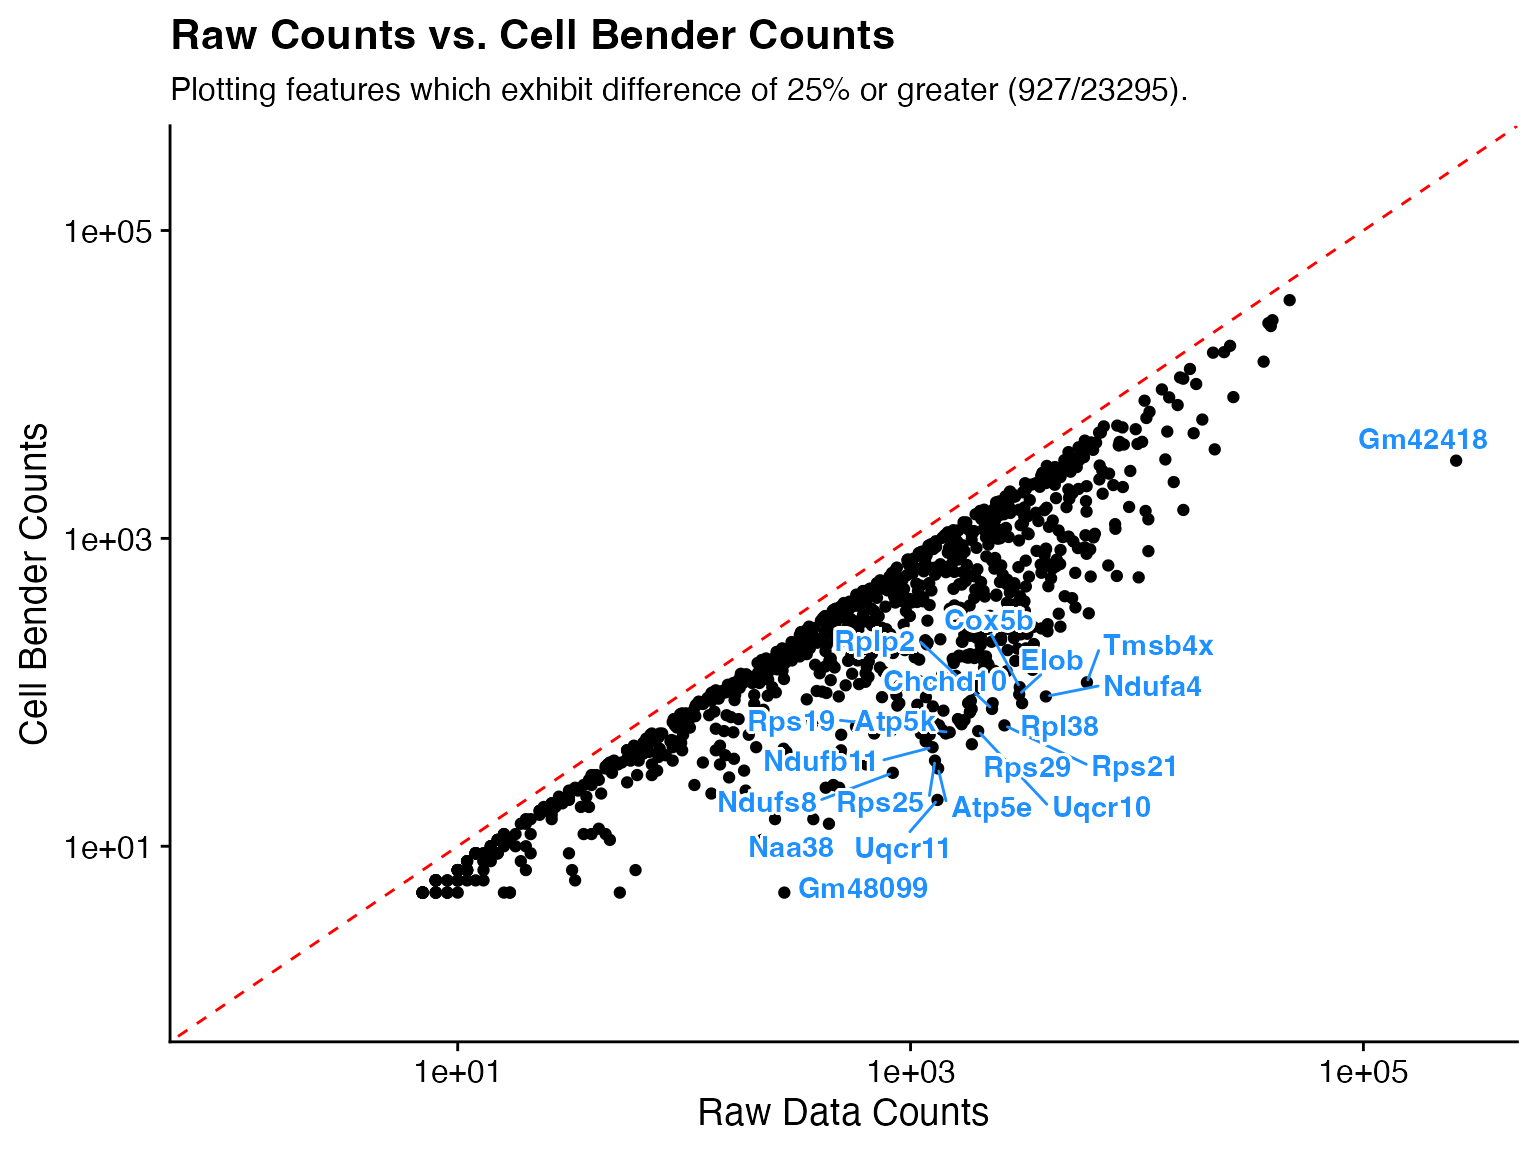 Raw Counts vs. Cell Bender Counts
Plotting features which exhibit difference of 25% or greater (927/23295).
Cell Bender Counts
1e+05
1e+03
1e+01
Gm42418
Cox5b
Rplp2
Tmsb4x
Elob
Chchd10
Ndufa4
Rps19
Atp5k
Rpl38
Ndufb11
Rps29
Rps21
Ndufs8
Rps25
Atp5e
Uqcr10
Naa38
Uqcr11
Gm48099
1e+01
1e+03
1e+05
Raw Data Counts